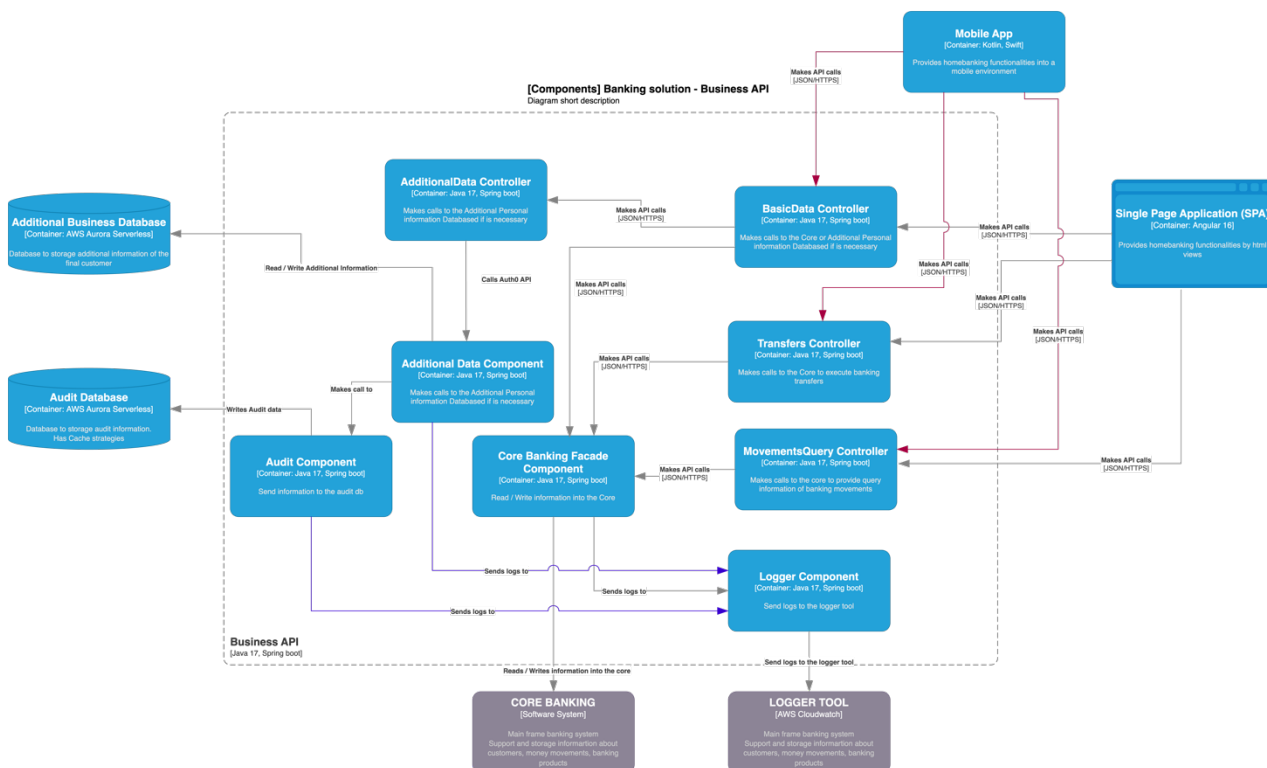 Mobile App
[Container: Kotlin, Swift]
Provides homebanking functionalities into a
mobile environment
Makes API calls
[JSON/HTTPS]
[Components] Banking solution - Business API
Diagram short description
AdditionalData Controller
[Container: Java 17, Spring boot]
Makes calls to the Additional Personal
information Databased if is necessary
BasicData Controller
[Container: Java 17, Spring boot]
Makes calls to the Core or Additional Personal
information Databased if is necessary
Makes API calls
[JSON/HTTPS]
Makes API calls
[JSON/HTTPS]
Single Page Application (SPA)
[Container: Angular 16]
Provides homebanking functionalities by html
views
Additional Business Database
[Container: AWS Aurora Serverless]
Database to storage additional information of the
final customer
Read / Write Additional Information
Calls Auth0 API
Makes API calls
[JSON/HTTPS]
Makes API calls
[JSON/HTTPS]
Makes API calls
[JSON/HTTPS]
Makes API calls
[JSON/HTTPS]
Transfers Controller
[Container: Java 17, Spring boot]
Makes calls to the Core to execute banking
transfers
Makes API calls
[JSON/HTTPS]
Additional Data Component
[Container: Java 17, Spring boot]
Makes calls to the Additional Personal
information Databased if is necessary
Makes call to
Audit Database
[Container: AWS Aurora Serverless]
Database to storage audit information.
Has Cache strategies
Writes Audit data
Audit Component
[Container: Java 17, Spring boot]
Send information to the audit db
Core Banking Facade
Component
[Container: Java 17, Spring boot]
Read / Write information into the Core
Makes API calls
[JSON/HTTPS]
MovementsQuery Controller
[Container: Java 17, Spring boot]
Makes calls to the core to provide query
information of banking movements
Makes API calls
[JSON/HTTPS]
Sends logs to
Sends logs to
Sends logs to
Logger Component
[Container: Java 17, Spring boot]
Send logs to the logger tool
Business API
[Java 17, Spring boot]
Reads / Writes information into the core
Send logs to the logger tool
CORE BANKING
[Software System]
Main frame banking system
Support and storage informartion about
customers, money movements, banking
products
LOGGER TOOL
[AWS Cloudwatch]
Main frame banking system
Support and storage informartion about
customers, money movements, banking
products